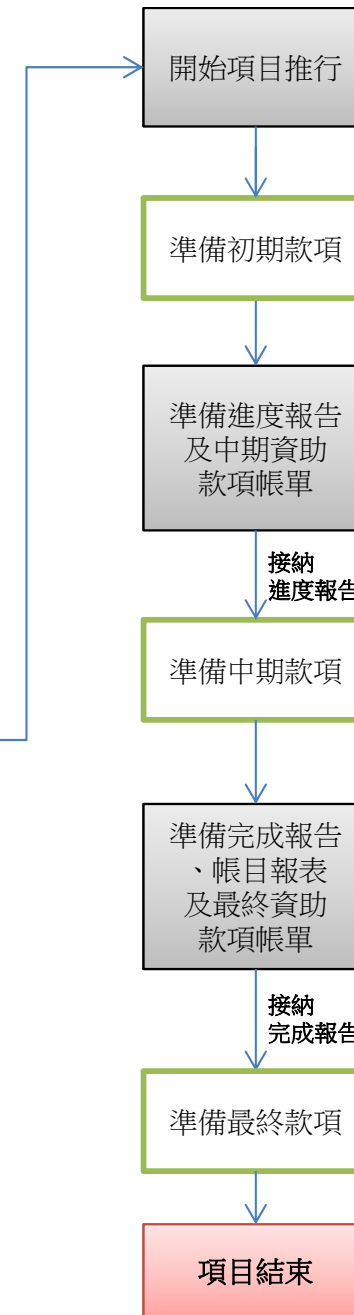 開始項目推行
準備初期款項
準備進度報告
及中期資助
款項帳單
接納
進度報告
準備中期款項
準備完成報告
、帳目報表
及最終資助
款項帳單
接納
完成報告
準備最終款項
項目結束